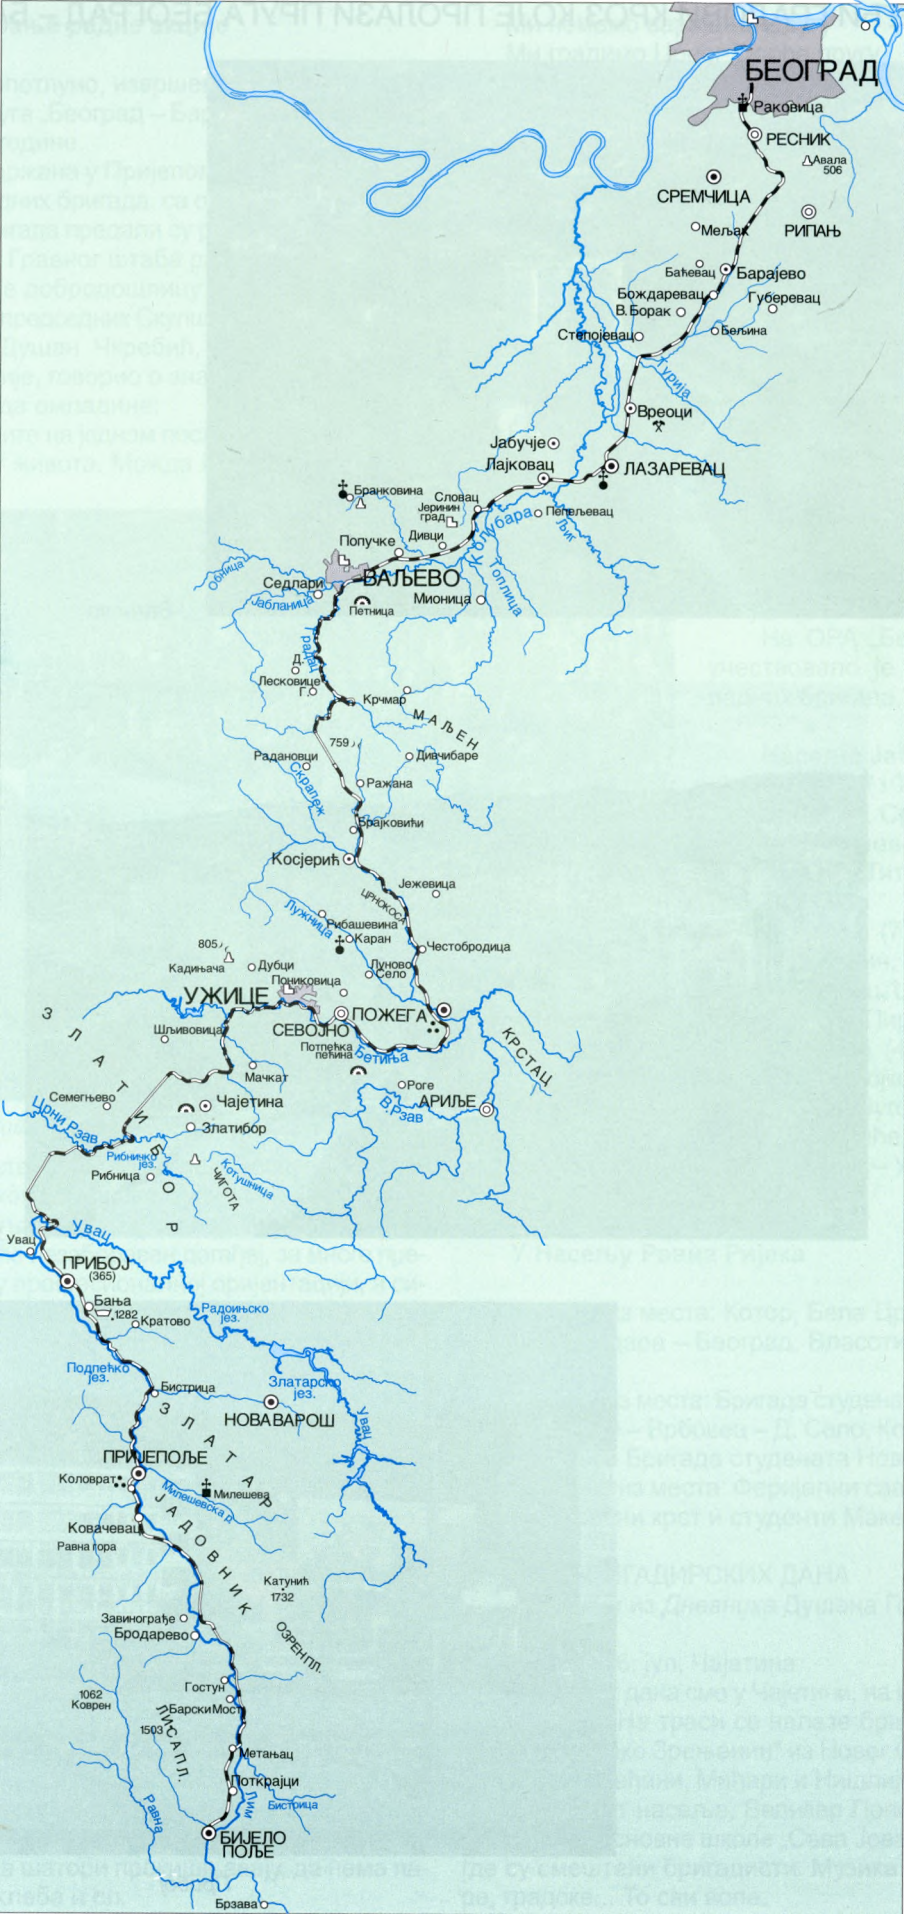 БЕОГРАД
Раковица
РЕСНИК
Авала
506
СРЕМЧИЦА
Мељак
РИПАЊ
Баћевац
Барајево
Бождаревац
Губеревац
В.Борак
Бељина
Степојевац
Турија
Вреоци
Јабучје
Лајковац
ЛАЗАРЕВАЦ
Бранковина
Словац
Јеринин
град
Колубара
Пепељевац
Љиг
Дивци
Попучке
Обница
ВАЉЕВО
Седлари
Топлица
Јабланица
Петница
Мионица
Градац
Д.
Лесковице
Г.
Крчмар
МАЉЕН
759
Радановци
Дивчибаре
Скрапеж
Ражана
Брајковићи
Косјерић
Јежевица
ЦРНОКОСА
Лужница
Рибашевина
Каран
805
Честобродица
Кадињача
Дубци
Луново
Село
Пониковица
УЖИЦЕ
ПОЖЕГА
ЗЛАТИБОР
Шљивовица
СЕВОЈНО
КРСТАЦ
Потпећка
пећина
Ђетиња
Мачкат
Роге
Семегњево
Чајетина
В.Рзав
АРИЉЕ
Црни Рзав
Златибор
Рибничко
јез.
Рибница
ЧИГОТА
Котушница
Увац
Увац
ПРИБОЈ
(365)
Бања
1282
Кратово
Радоињско
јез.
Подпећко
јез.
Бистрица
Златарско
јез.
НОВА ВАРОШ
Увац
ЗЛАТАР
ПРИЈЕПОЉЕ
Коловрат
Милешева
Милешевска р.
Ковачевац
ЈАДОВНИК
Равна гора
Катунић
1732
Завинограђе
Бродарево
ОЗРЕН ПЛ.
Гостун
1062
Коврен
Барски Мост
1503
ЛИСА ПЛ.
Метањац
Поткрајци
Лим
Бистрица
Равна
БИЈЕЛО
ПОЉЕ
Брзава